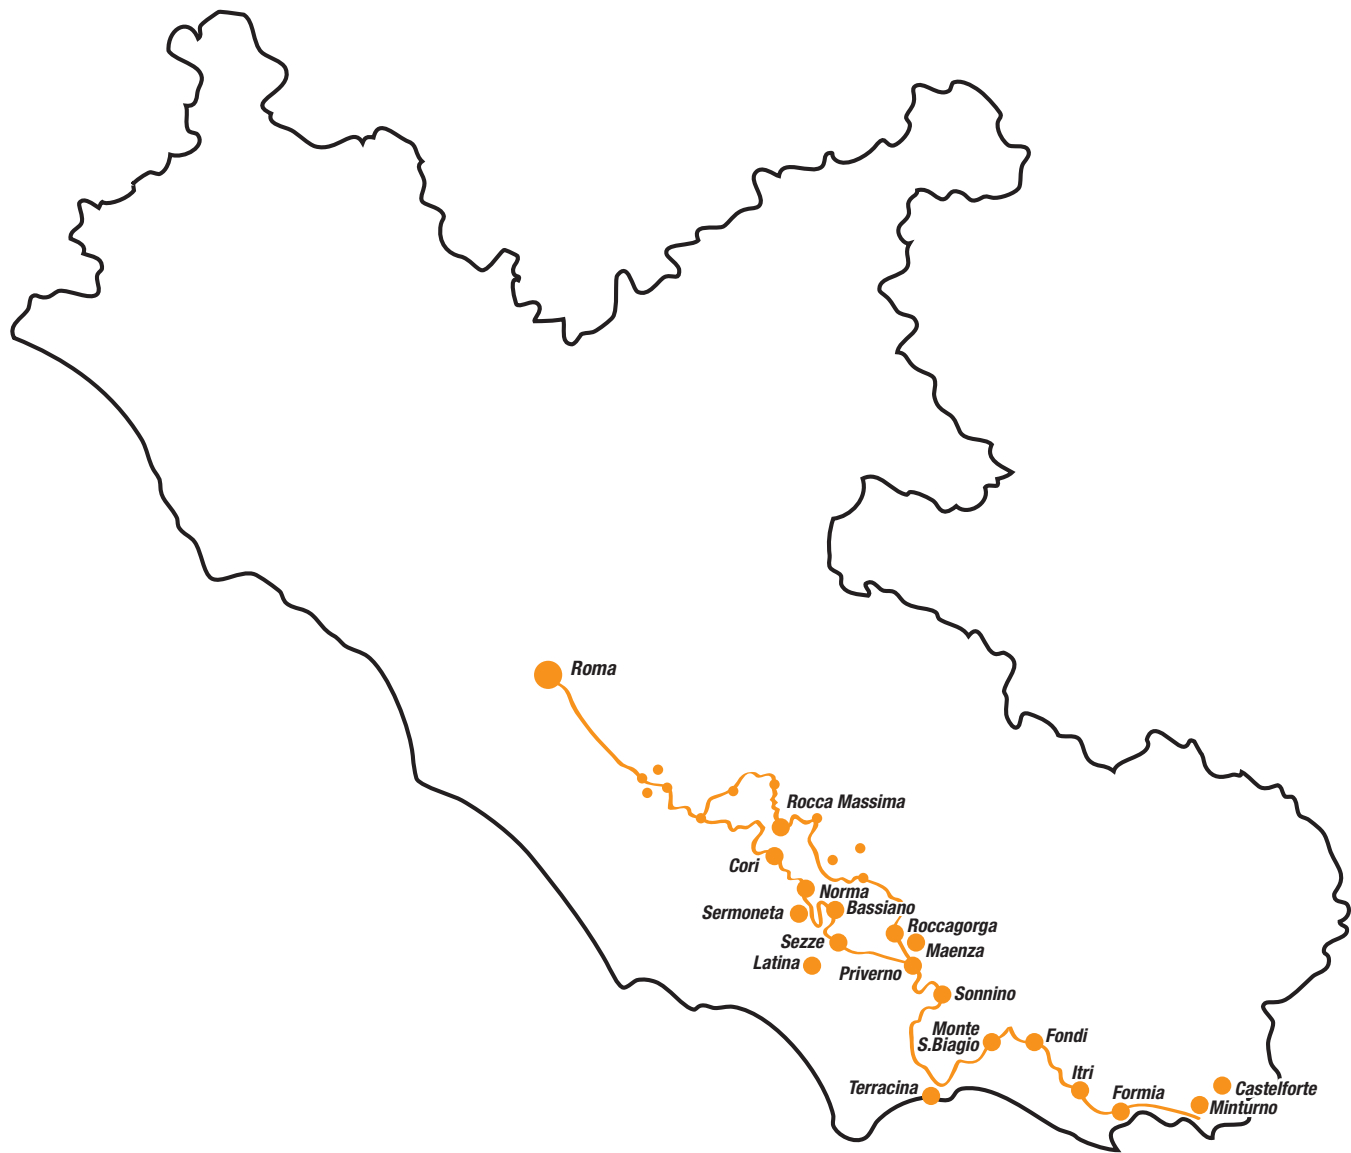 Roma
Rocca Massima
Cori
Norma
Sermoneta
Bassiano
Roccagorga
Sezze
Maenza
Latina
Priverno
Sonnino
Monte
S.Biagio
Fondi
Itri
Terracina
Formia
Castelforte
Minturno